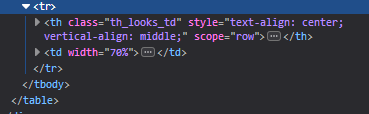 ▼ <tr>
▶ <th class="th_looks_td" style="text-align: center;
vertical-align: middle;" scope="row"> ⋯ </th>
▶ <td width="70%"> ⋯ </td>
</tr>
</tbody>
</table>